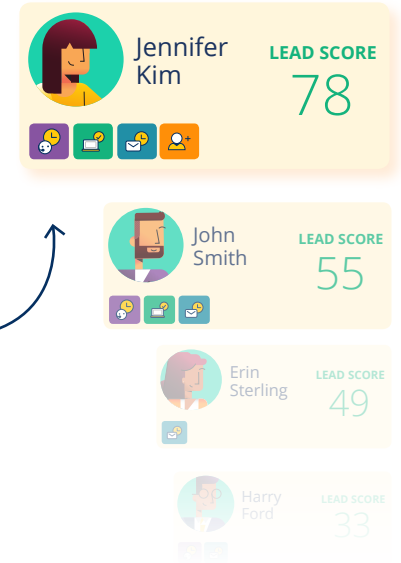 Jennifer
Kim
LEAD SCORE
78
John
Smith
LEAD SCORE
55
Erin
Sterling
LEAD SCORE
49
Harry
Ford
LEAD SCORE
33